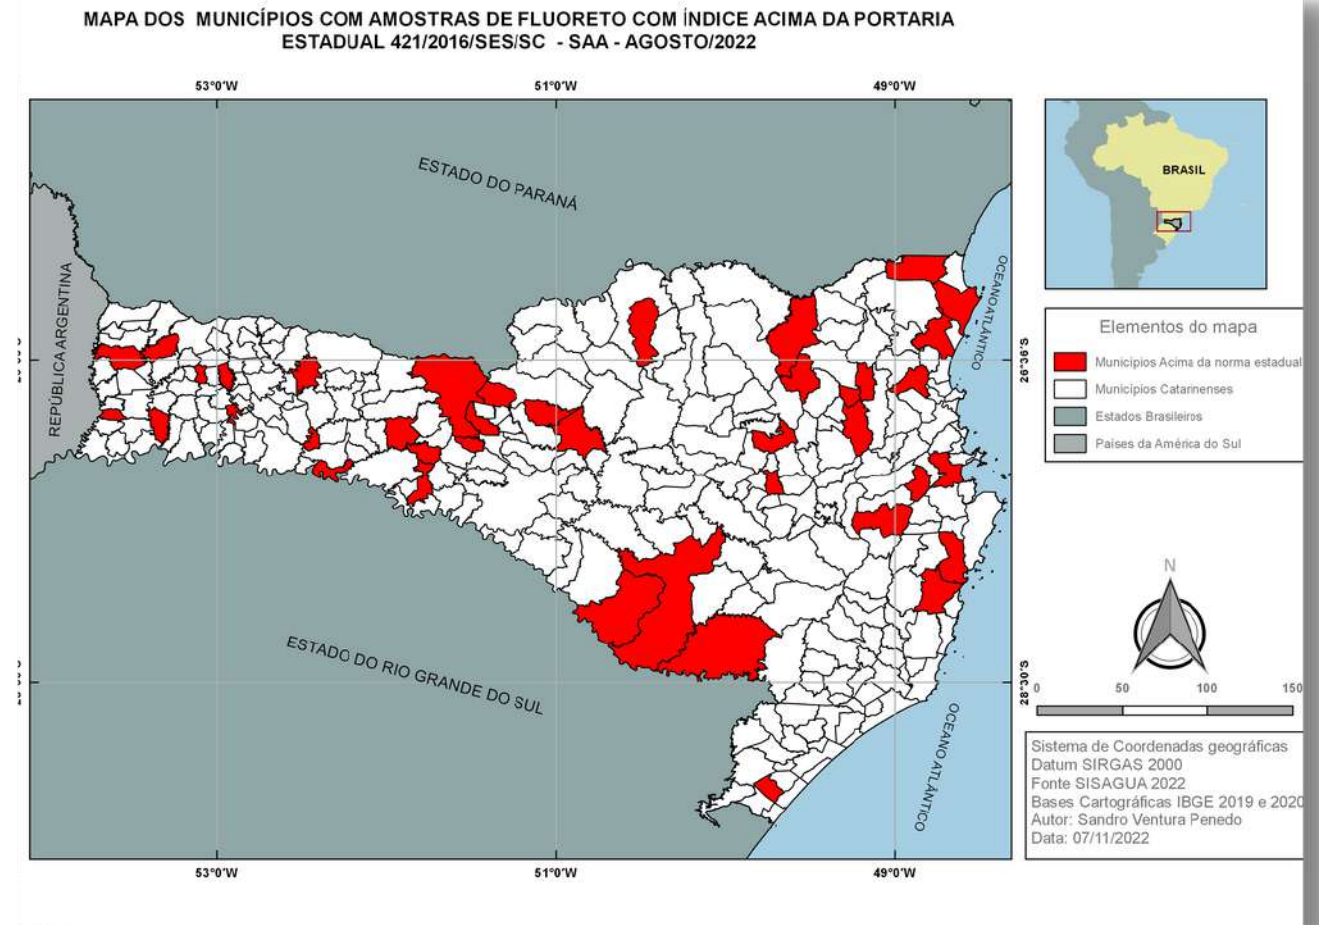 MAPA DOS MUNICÍPIOS COM AMOSTRAS DE FLUORETO COM ÍNDICE ACIMA DA PORTARIA
ESTADUAL 421/2016/SES/SC - SAA - AGOSTO/2022
53°0'W
51°0'W
49°0'W
ESTADO DO PARANÁ
REPÚBLICA ARGENTINA
OCEANO ATLÂNTICO
26°36'S
ESTADO DO RIO GRANDE DO SUL
28°30'S
OCEANO ATLÂNTICO
53°0'W
51°0'W
49°0'W
BRASIL
Elementos do mapa
Municípios Acima da norma estadual
Municípios Catarinenses
Estados Brasileiros
Países da América do Sul
N
0 50 100 150
Sistema de Coordenadas geográficas
Datum SIRGAS 2000
Fonte SISAGUA 2022
Bases Cartográficas IBGE 2019 e 2020
Autor: Sandro Ventura Penedo
Data: 07/11/2022